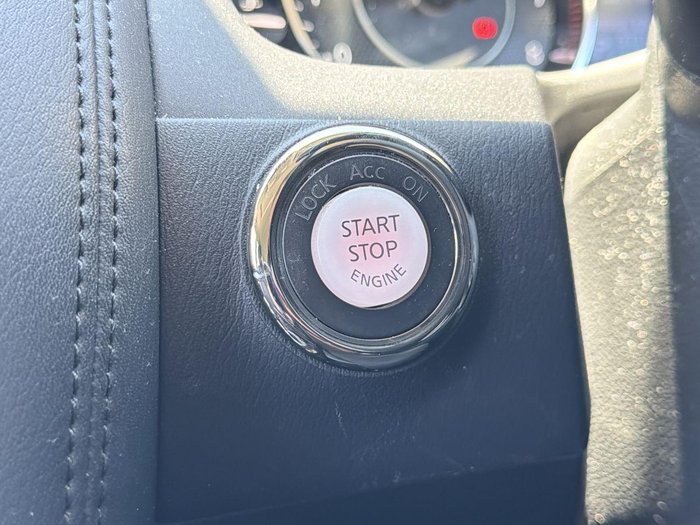 LOCK ACC ON
START
STOP
ENGINE